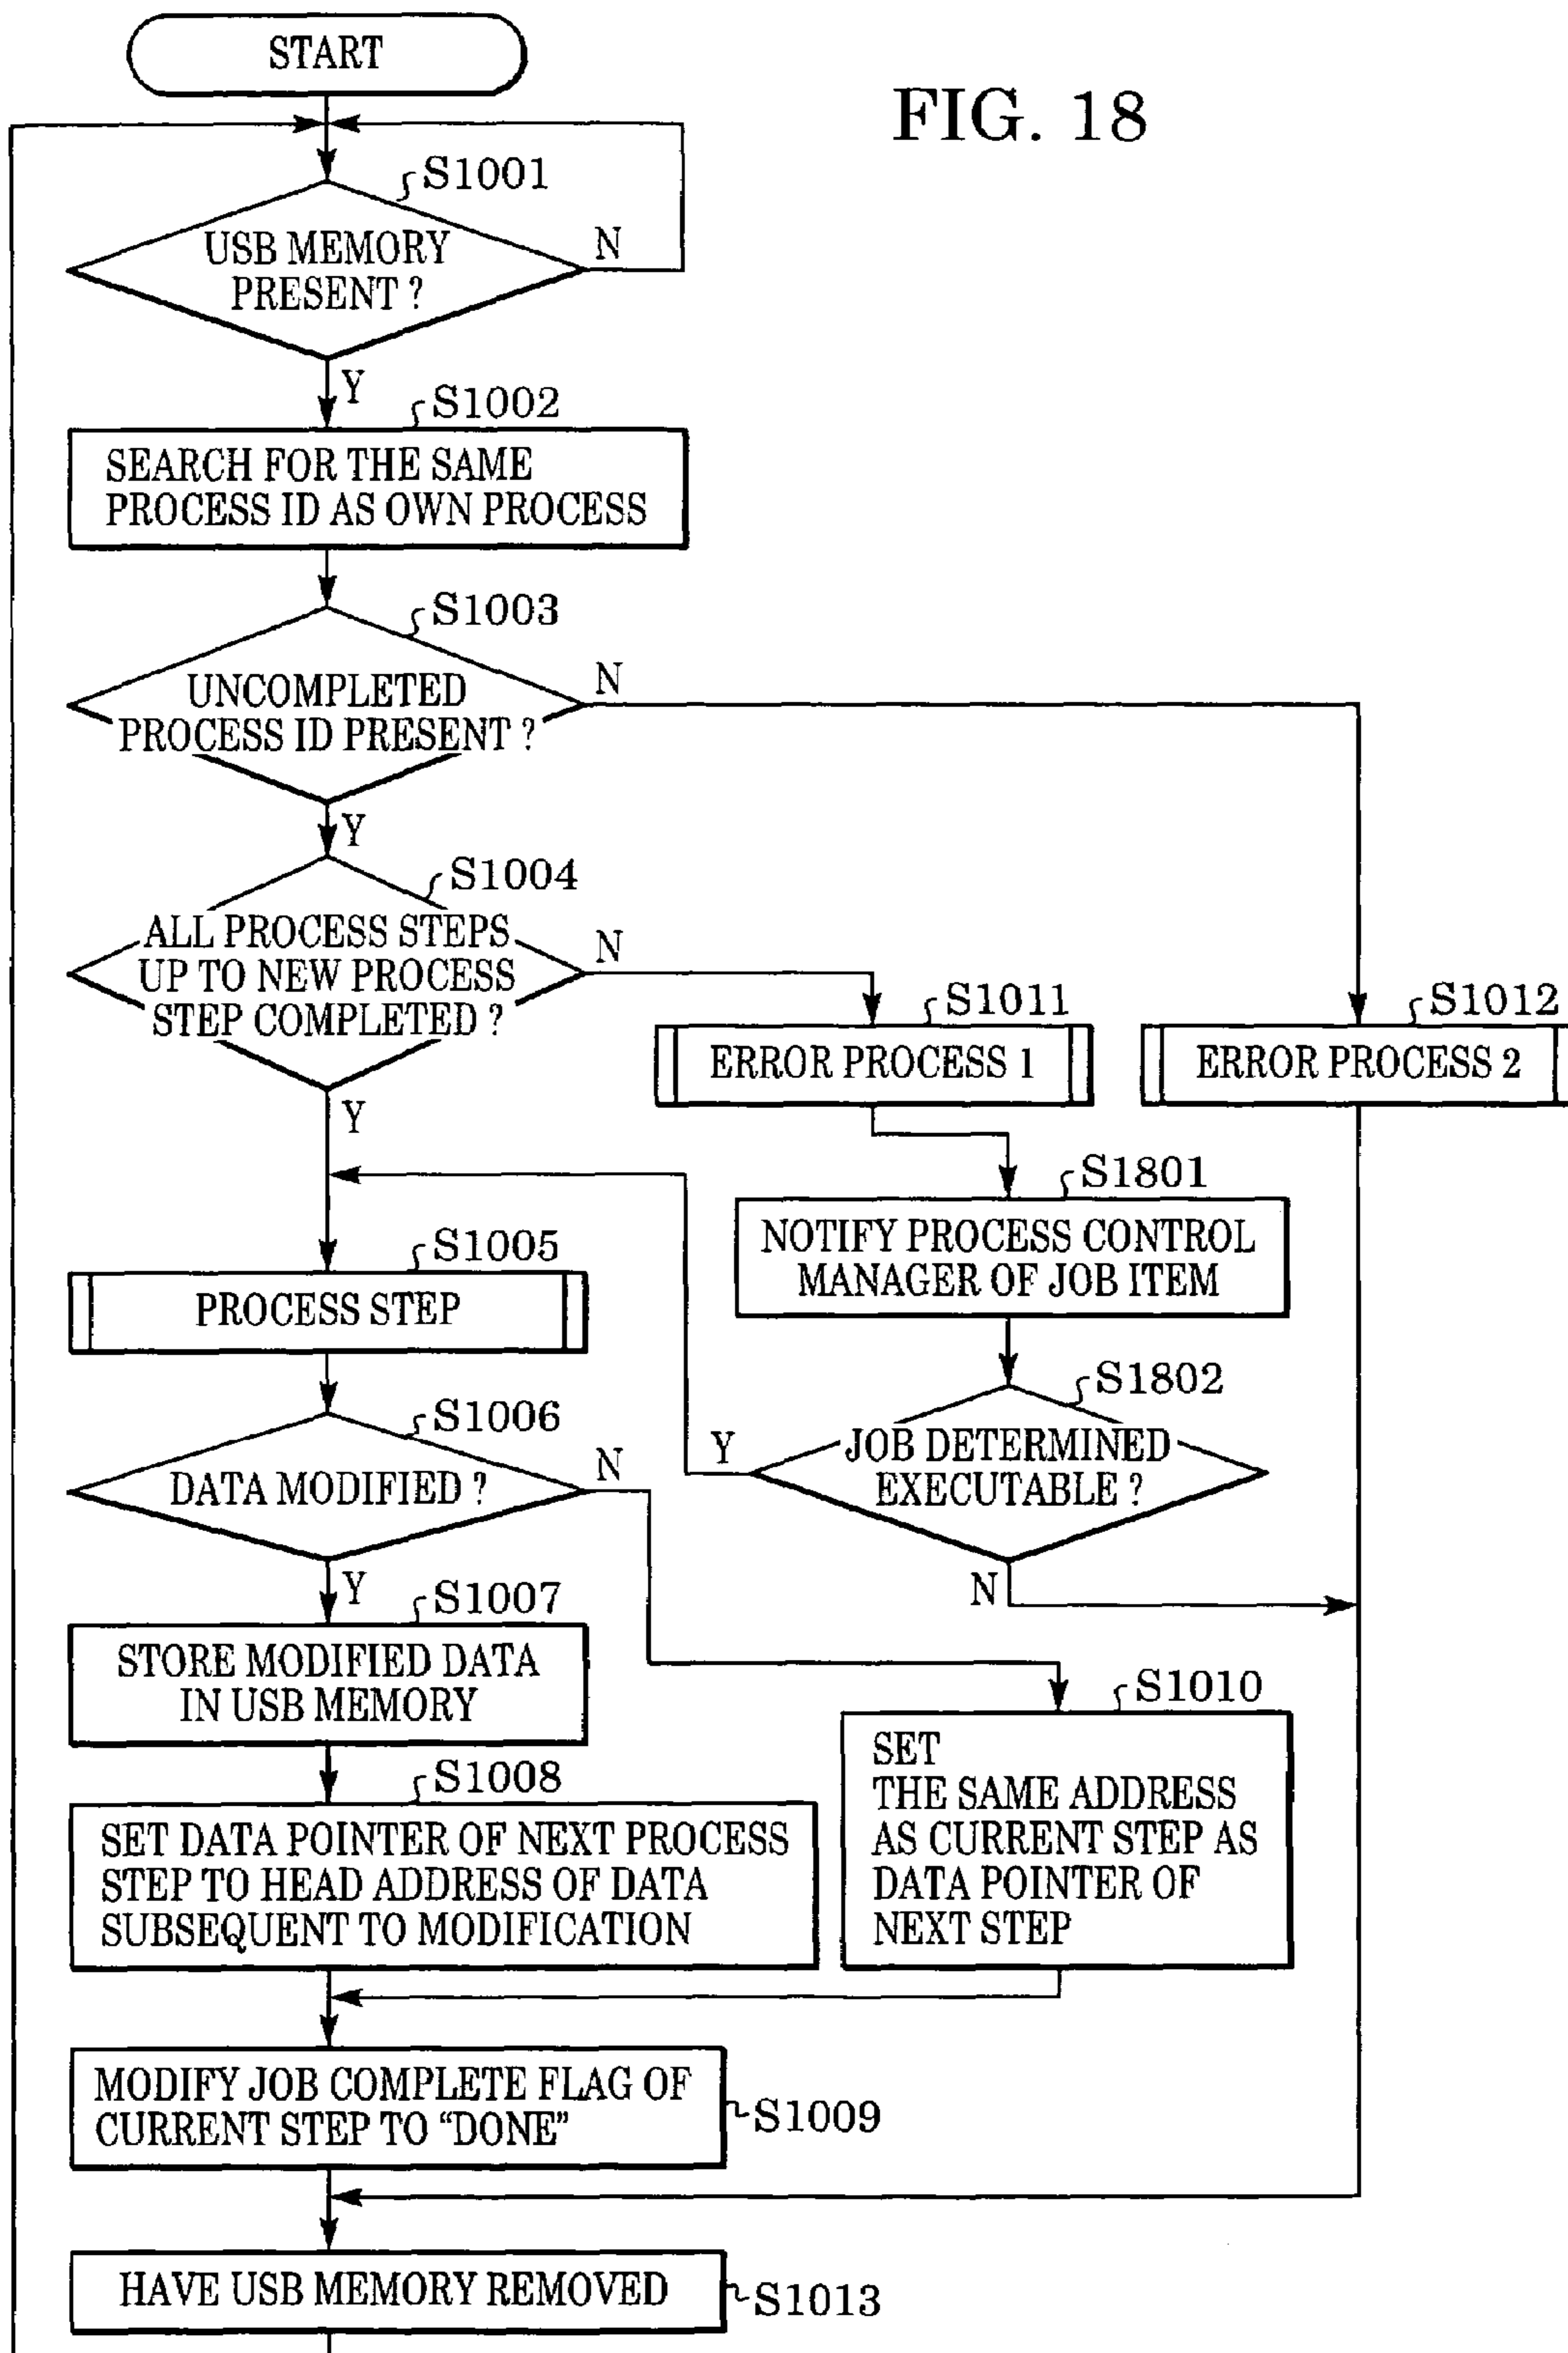 START
FIG. 18
S1001
USB MEMORY
PRESENT ?
N
Y
S1002
SEARCH FOR THE SAME
PROCESS ID AS OWN PROCESS
S1003
UNCOMPLETED
PROCESS ID PRESENT ?
N
Y
S1004
ALL PROCESS STEPS
UP TO NEW PROCESS
STEP COMPLETED ?
N
Y
S1011
ERROR PROCESS 1
S1012
ERROR PROCESS 2
S1801
NOTIFY PROCESS CONTROL
MANAGER OF JOB ITEM
S1005
PROCESS STEP
S1802
JOB DETERMINED
EXECUTABLE ?
Y
N
S1006
DATA MODIFIED ?
N
Y
S1007
STORE MODIFIED DATA
IN USB MEMORY
S1008
SET DATA POINTER OF NEXT PROCESS
STEP TO HEAD ADDRESS OF DATA
SUBSEQUENT TO MODIFICATION
S1010
SET
THE SAME ADDRESS
AS CURRENT STEP AS
DATA POINTER OF
NEXT STEP
MODIFY JOB COMPLETE FLAG OF
CURRENT STEP TO “DONE”
S1009
HAVE USB MEMORY REMOVED
S1013